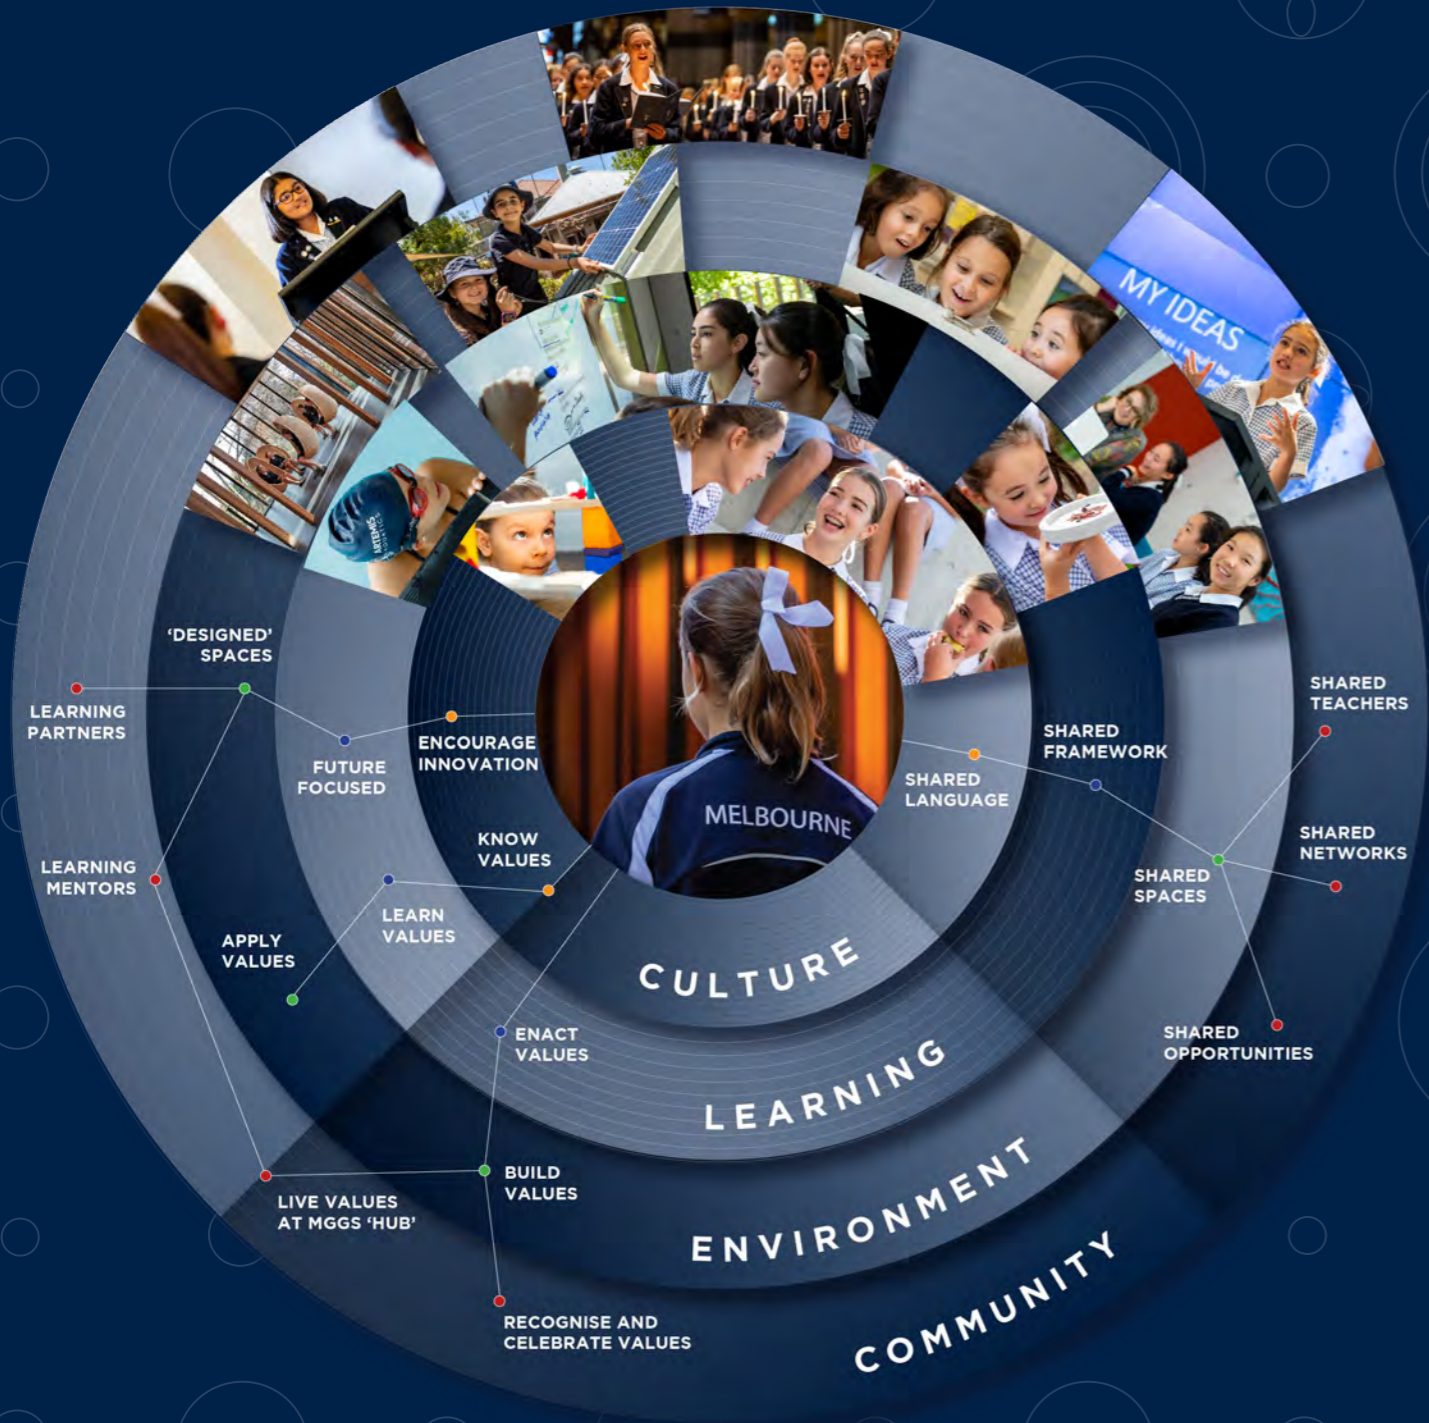 MY IDEAS
ARTEMIS
'DESIGNED'
SPACES
LEARNING
PARTNERS
FUTURE
FOCUSED
ENCOURAGE
INNOVATION
KNOW
VALUES
LEARNING
MENTORS
LEARN
VALUES
APPLY
VALUES
MELBOURNE
SHARED
LANGUAGE
SHARED
FRAMEWORK
SHARED
TEACHERS
SHARED
NETWORKS
SHARED
SPACES
SHARED
OPPORTUNITIES
CULTURE
ENACT
VALUES
LEARNING
BUILD
VALUES
LIVE VALUES
AT MGGS 'HUB'
ENVIRONMENT
RECOGNISE AND
CELEBRATE VALUES
COMMUNITY